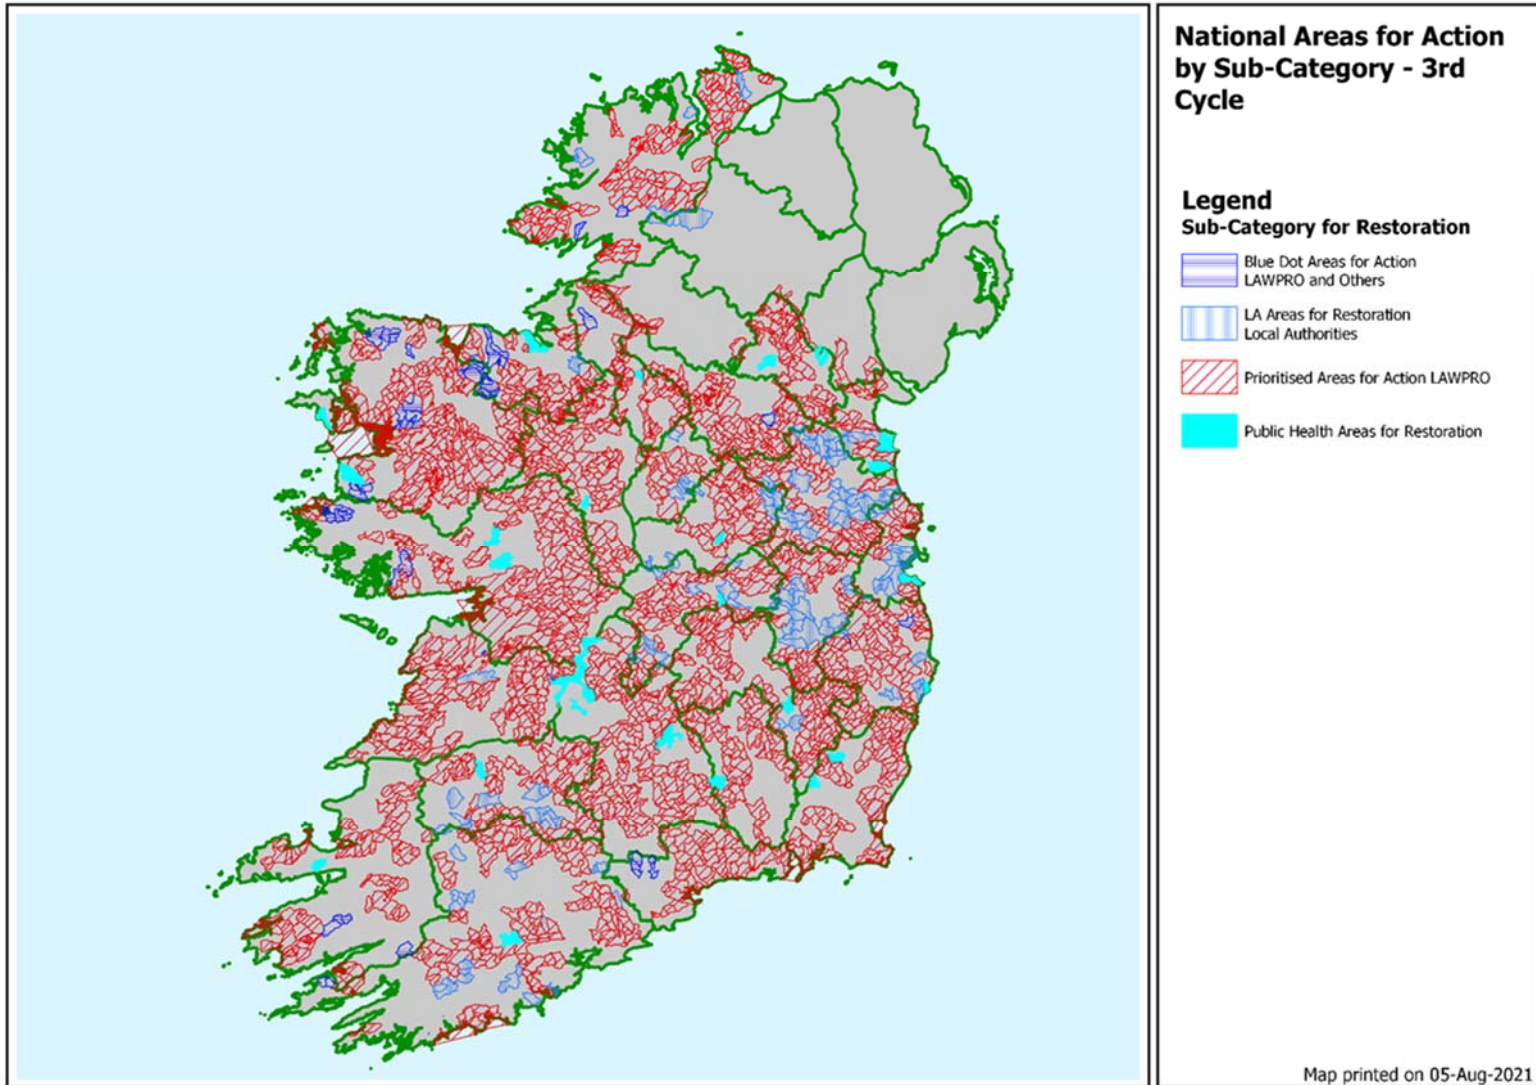 National Areas for Action
by Sub-Category - 3rd
Cycle
Legend
Sub-Category for Restoration
Blue Dot Areas for Action
LAWPRO and Others
LA Areas for Restoration
Local Authorities
Prioritised Areas for Action LAWPRO
Public Health Areas for Restoration
Map printed on 05-Aug-2021